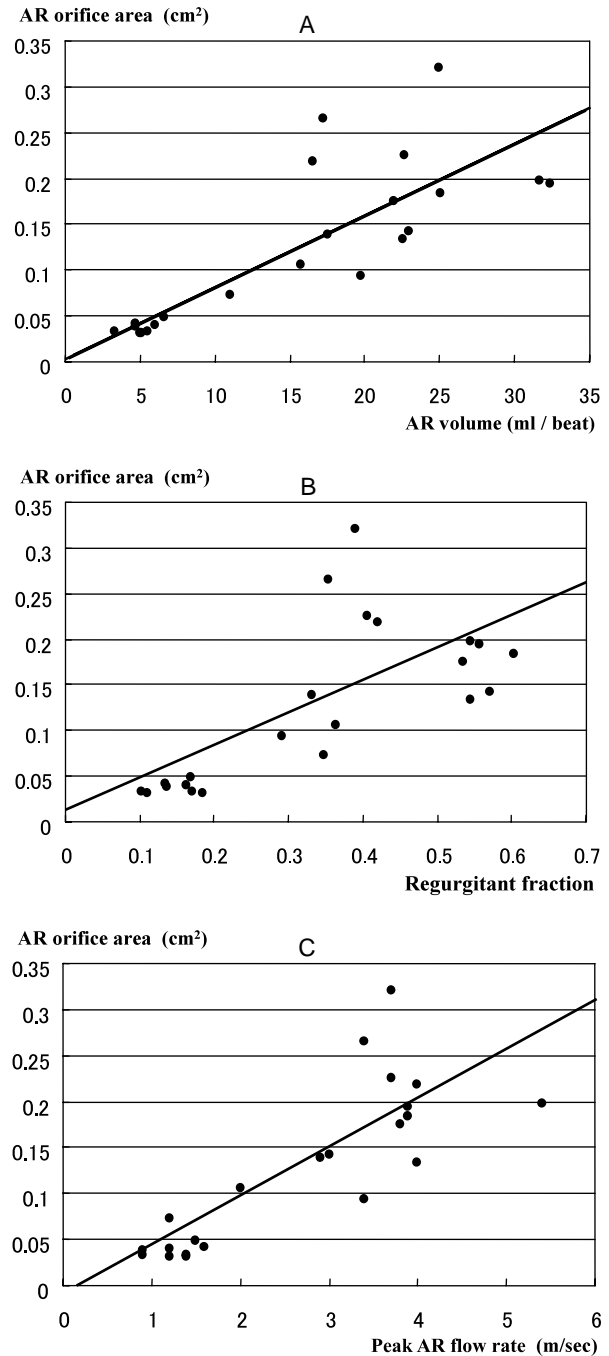 AR orifice area (cm²)
A
0.35
0.3
0.25
0.2
0.15
0.1
0.05
0
0 5 10 15 20 25 30 35
AR volume (ml / beat)
AR orifice area (cm²)
B
0.35
0.3
0.25
0.2
0.15
0.1
0.05
0
0 0.1 0.2 0.3 0.4 0.5 0.6 0.7
Regurgitant fraction
AR orifice area (cm²)
C
0.35
0.3
0.25
0.2
0.15
0.1
0.05
0
0 1 2 3 4 5 6
Peak AR flow rate (m/sec)